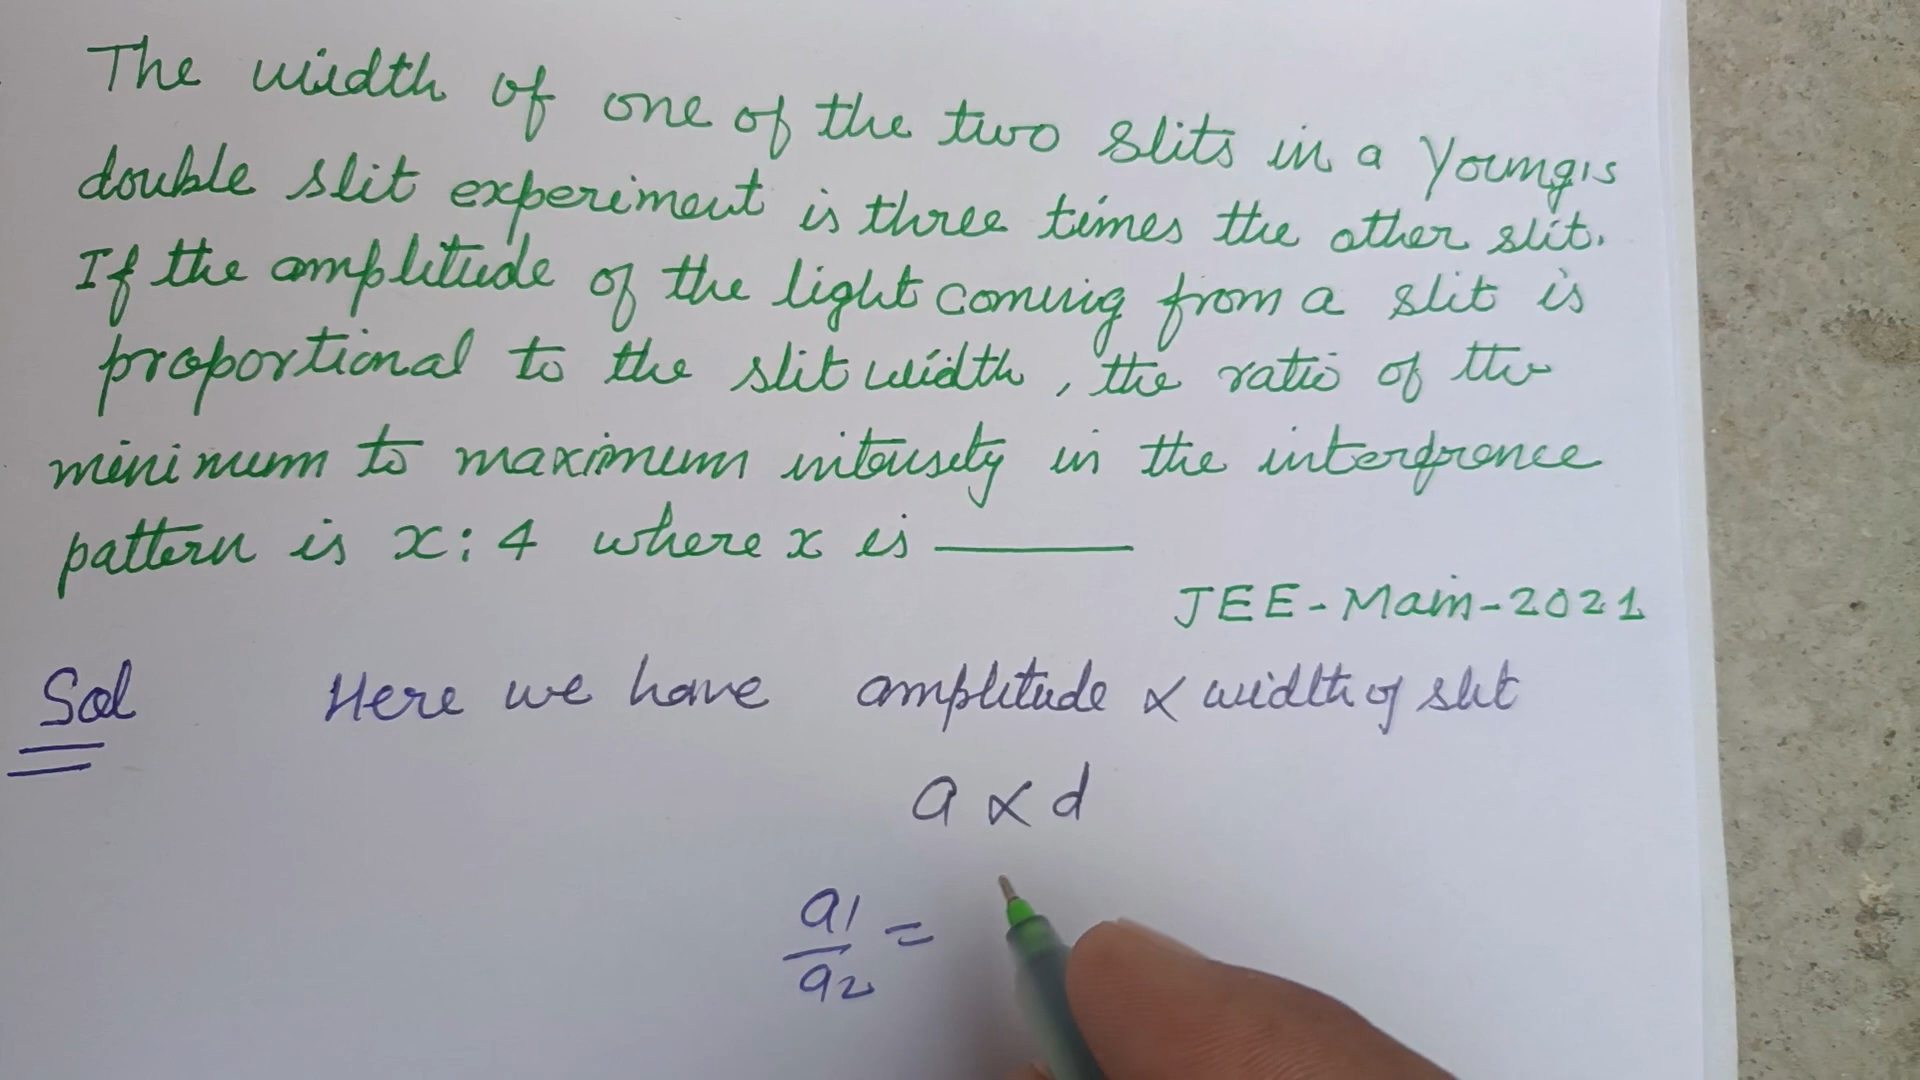 The width of one of the two slits in a Young's
double slit experiment is three times the other slit.
If the amplitude of the light coming from a slit is
proportional to the slit width, the ratio of the
minimum to maximum intensity in the interference
pattern is x : 4 where x is ———
JEE-Main-2021
Sol Here we have amplitude ∝ width of slit
a ∝ d
a1/a2 =